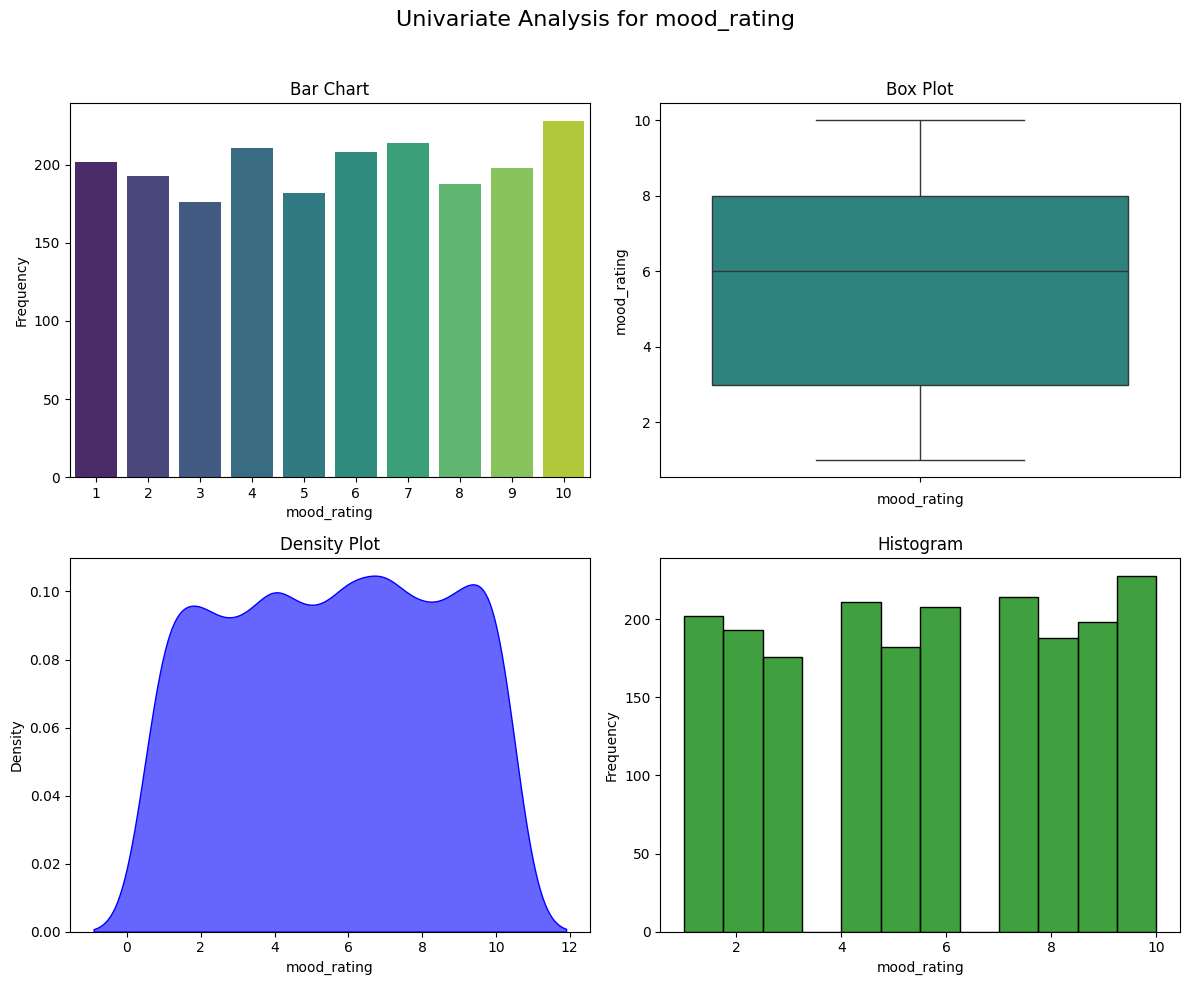 Univariate Analysis for mood_rating
Bar Chart
Frequency
200
150
100
50
0
1 2 3 4 5 6 7 8 9 10
mood_rating
Box Plot
mood_rating
10
8
6
4
2
mood_rating
Density Plot
Density
0.10
0.08
0.06
0.04
0.02
0.00
0 2 4 6 8 10 12
mood_rating
Histogram
Frequency
200
150
100
50
0
2 4 6 8 10
mood_rating